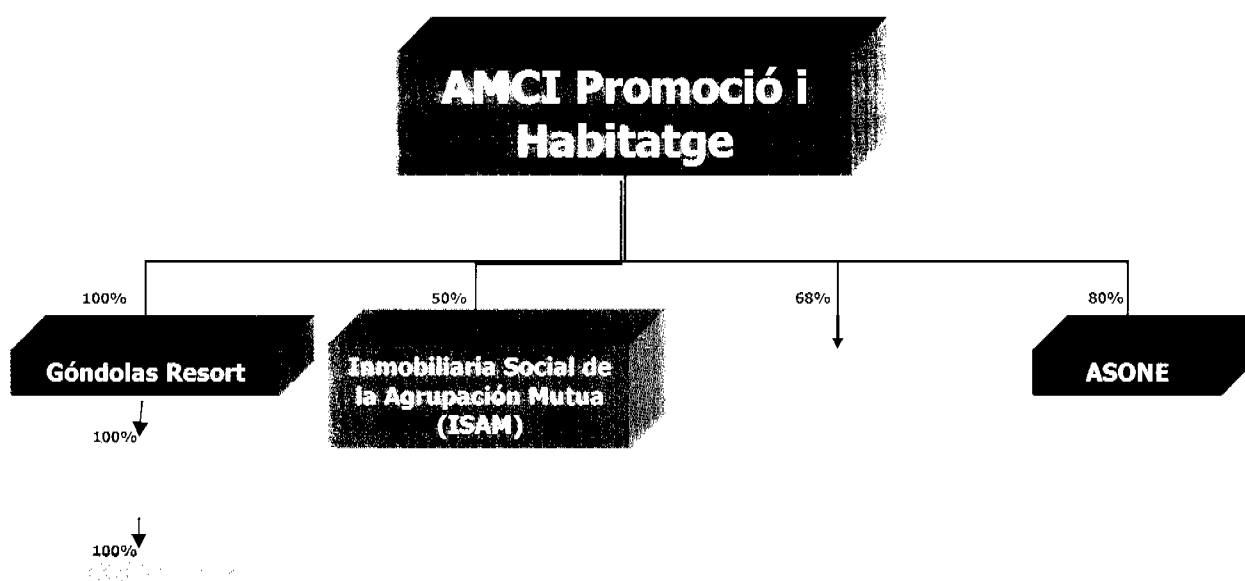 AMCI Promoció i
Habitatge
100%
50%
68%
80%
Góndolas Resort
Inmobiliaria Social de
la Agrupación Mutua
(ISAM)
ASONE
100%
100%